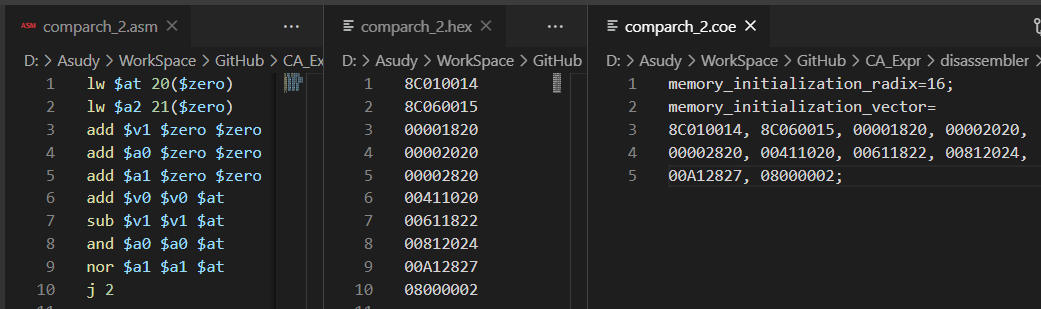 ASM comparch_2.asm × ...
D: > Asudy > WorkSpace > GitHub > CA_Ex
1 lw $at 20($zero)
2 lw $a2 21($zero)
3 add $v1 $zero $zero
4 add $a0 $zero $zero
5 add $a1 $zero $zero
6 add $v0 $v0 $at
7 sub $v1 $v1 $at
8 and $a0 $a0 $at
9 nor $a1 $a1 $at
10 j 2
comparch_2.hex × ...
D: > Asudy > WorkSpace > GitHub
1 8C010014
2 8C060015
3 00001820
4 00002020
5 00002820
6 00411020
7 00611822
8 00812024
9 00A12827
10 08000002
comparch_2.coe ×
D: > Asudy > WorkSpace > GitHub > CA_Expr > disassembler >
1 memory_initialization_radix=16;
2 memory_initialization_vector=
3 8C010014, 8C060015, 00001820, 00002020,
4 00002820, 00411020, 00611822, 00812024,
5 00A12827, 08000002;